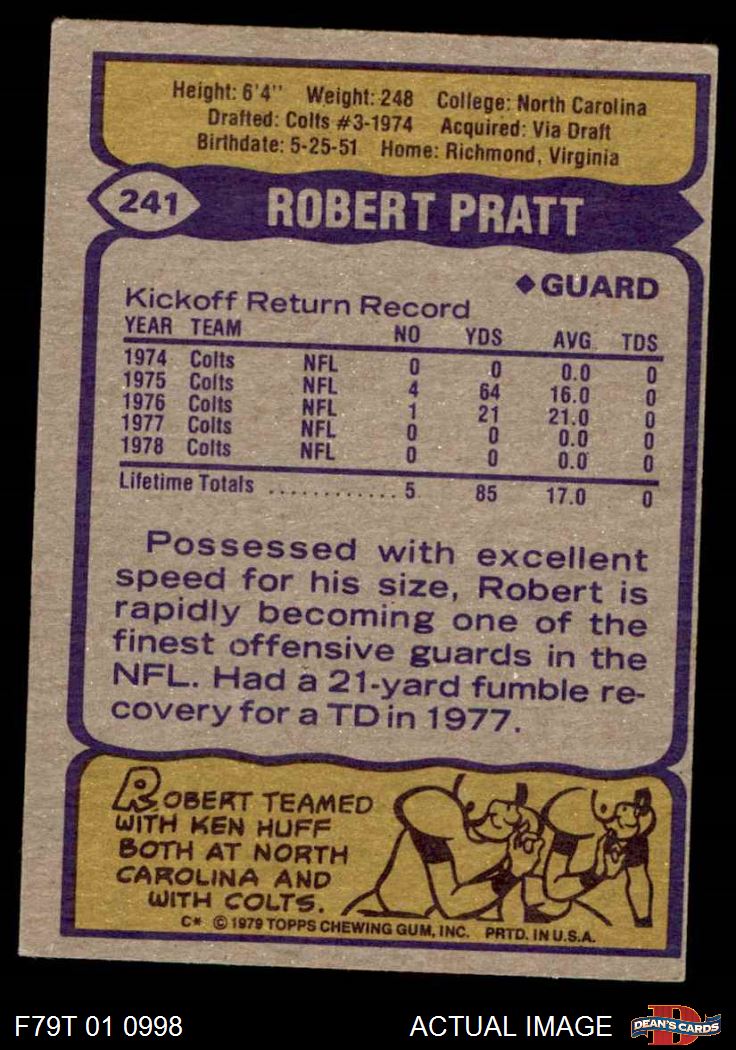 Height: 6'4'' Weight: 248 College: North Carolina
Drafted: Colts #3-1974 Acquired: Via Draft
Birthdate: 5-25-51 Home: Richmond, Virginia
241 ROBERT PRATT
◆GUARD
Kickoff Return Record
YEAR TEAM NO YDS AVG. TDS
1974 Colts NFL 0 0 0.0 0
1975 Colts NFL 4 64 16.0 0
1976 Colts NFL 1 21 21.0 0
1977 Colts NFL 0 0 0.0 0
1978 Colts NFL 0 0 0.0 0
Lifetime Totals ............ 5 85 17.0 0
Possessed with excellent
speed for his size, Robert is
rapidly becoming one of the
finest offensive guards in the
NFL. Had a 21-yard fumble re-
covery for a TD in 1977.
ROBERT TEAMED
WITH KEN HUFF
BOTH AT NORTH
CAROLINA AND
WITH COLTS.
C* © 1979 TOPPS CHEWING GUM, INC. PRTD. IN U.S.A.
F79T 01 0998 ACTUAL IMAGE D DEAN'S CARDS